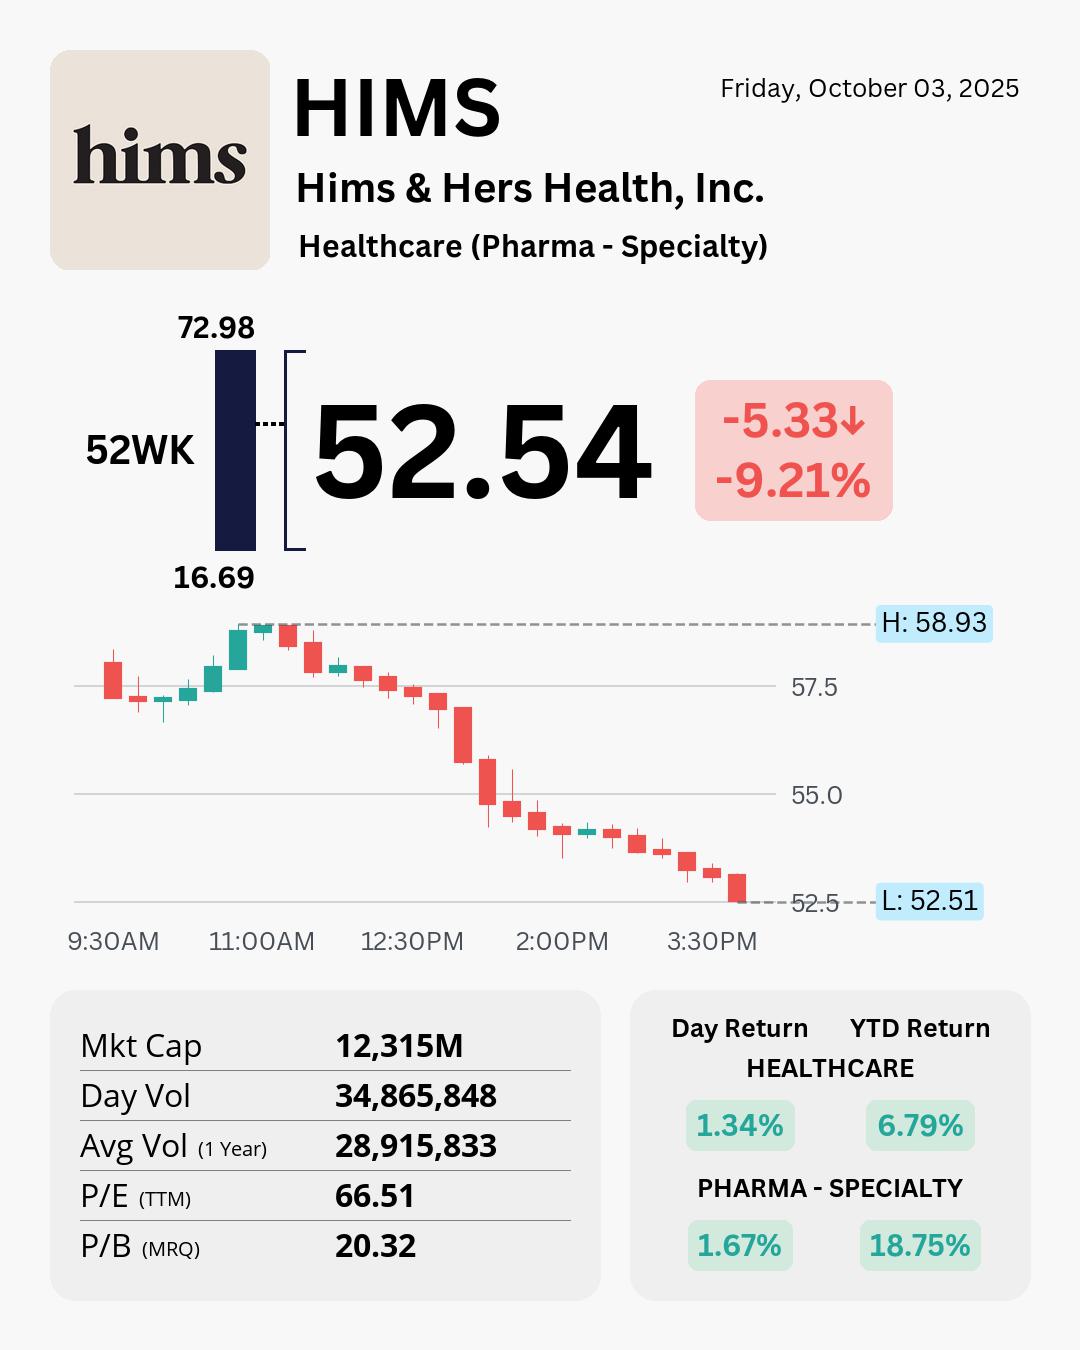 hims
HIMS
Friday, October 03, 2025
Hims & Hers Health, Inc.
Healthcare (Pharma - Specialty)
72.98
52WK
16.69
52.54
-5.33↓
-9.21%
H: 58.93
57.5
55.0
52.5
L: 52.51
9:30AM 11:00AM 12:30PM 2:00PM 3:30PM
Mkt Cap 12,315M
Day Vol 34,865,848
Avg Vol (1 Year) 28,915,833
P/E (TTM) 66.51
P/B (MRQ) 20.32
Day Return YTD Return
HEALTHCARE
1.34% 6.79%
PHARMA - SPECIALTY
1.67% 18.75%